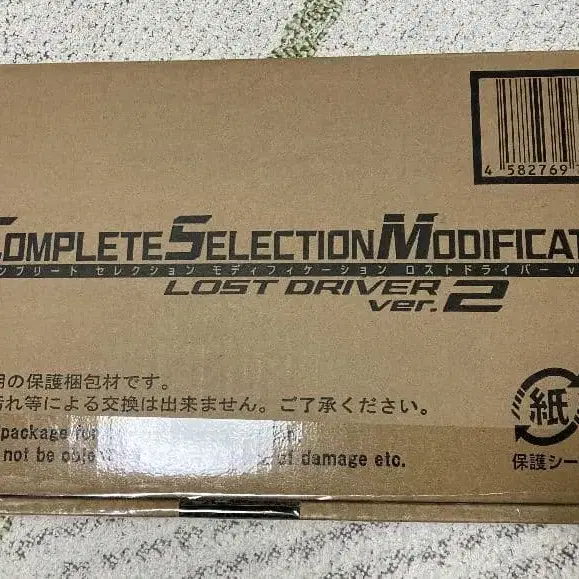 4 582769
COMPLETE SELECTION MODIFICAT
ンプリート セレクション モディフィケーション ロストドライバー v
LOST DRIVER
ver.2
用の保護梱包材です。
汚れ等による交換は出来ません。ご了承ください。
package for
not be of damage etc.
紙
保護シー